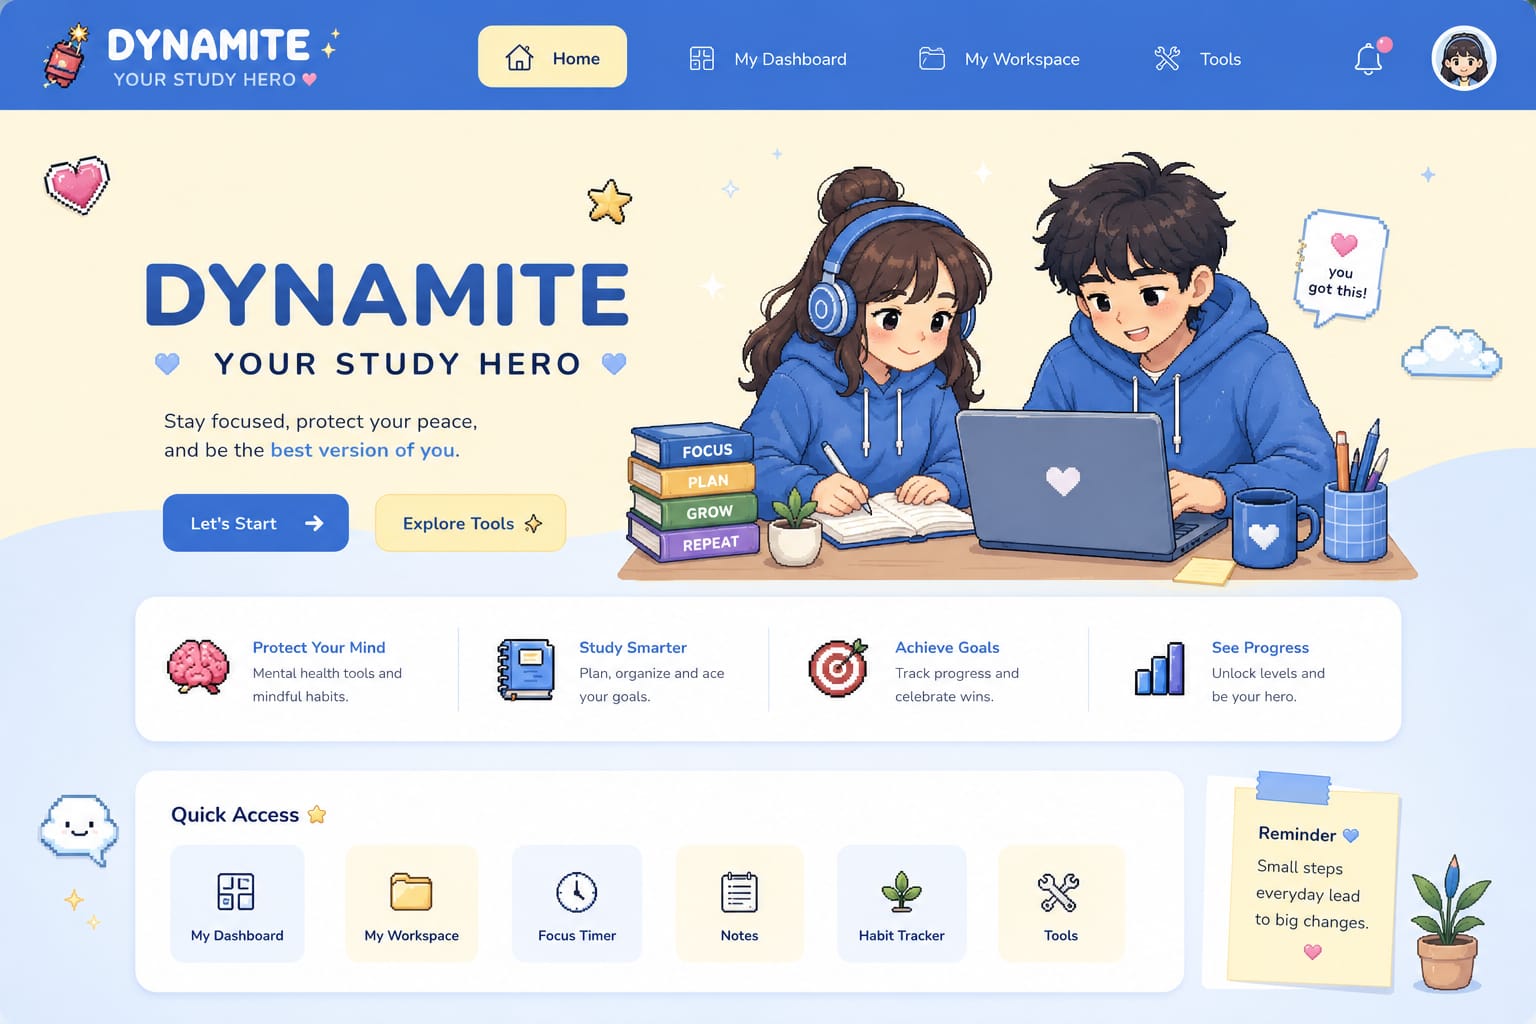 DYNAMITE
YOUR STUDY HERO
Home
My Dashboard
My Workspace
Tools
you
got this!
DYNAMITE
YOUR STUDY HERO
Stay focused, protect your peace,
and be the best version of you.
Let's Start
Explore Tools
FOCUS
PLAN
GROW
REPEAT
Protect Your Mind
Mental health tools and
mindful habits.
Study Smarter
Plan, organize and ace
your goals.
Achieve Goals
Track progress and
celebrate wins.
See Progress
Unlock levels and
be your hero.
Quick Access
My Dashboard
My Workspace
Focus Timer
Notes
Habit Tracker
Tools
Reminder
Small steps
everyday lead
to big changes.